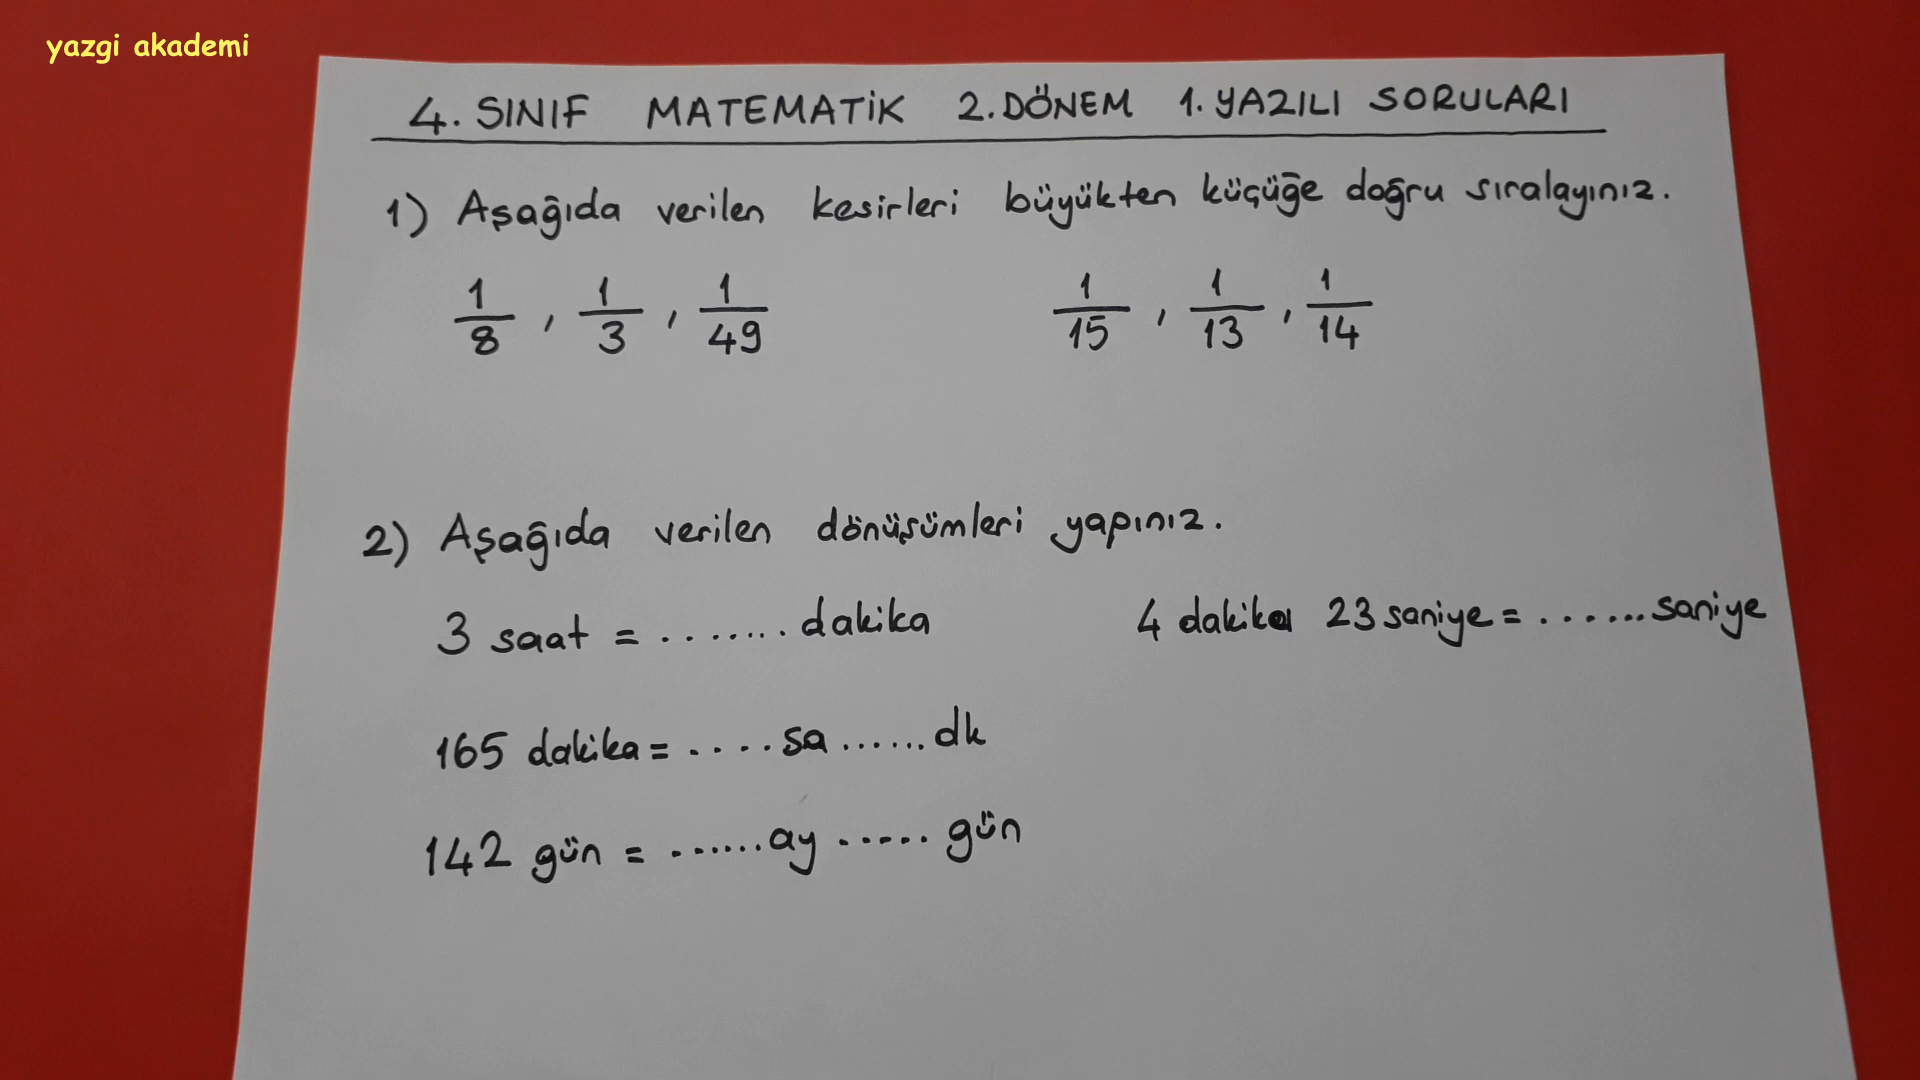 yazgi akademi
4. SINIF MATEMATİK 2. DÖNEM 1. YAZILI SORULARI
1) Aşağıda verilen kesirleri büyükten küçüğe doğru sıralayınız.
1/8 , 1/3 , 1/49 1/15 , 1/13 , 1/14
2) Aşağıda verilen dönüşümleri yapınız.
3 saat = ....... dakika 4 dakika 23 saniye = ....... saniye
165 dakika = .... sa ...... dk
142 gün = ...... ay ..... gün